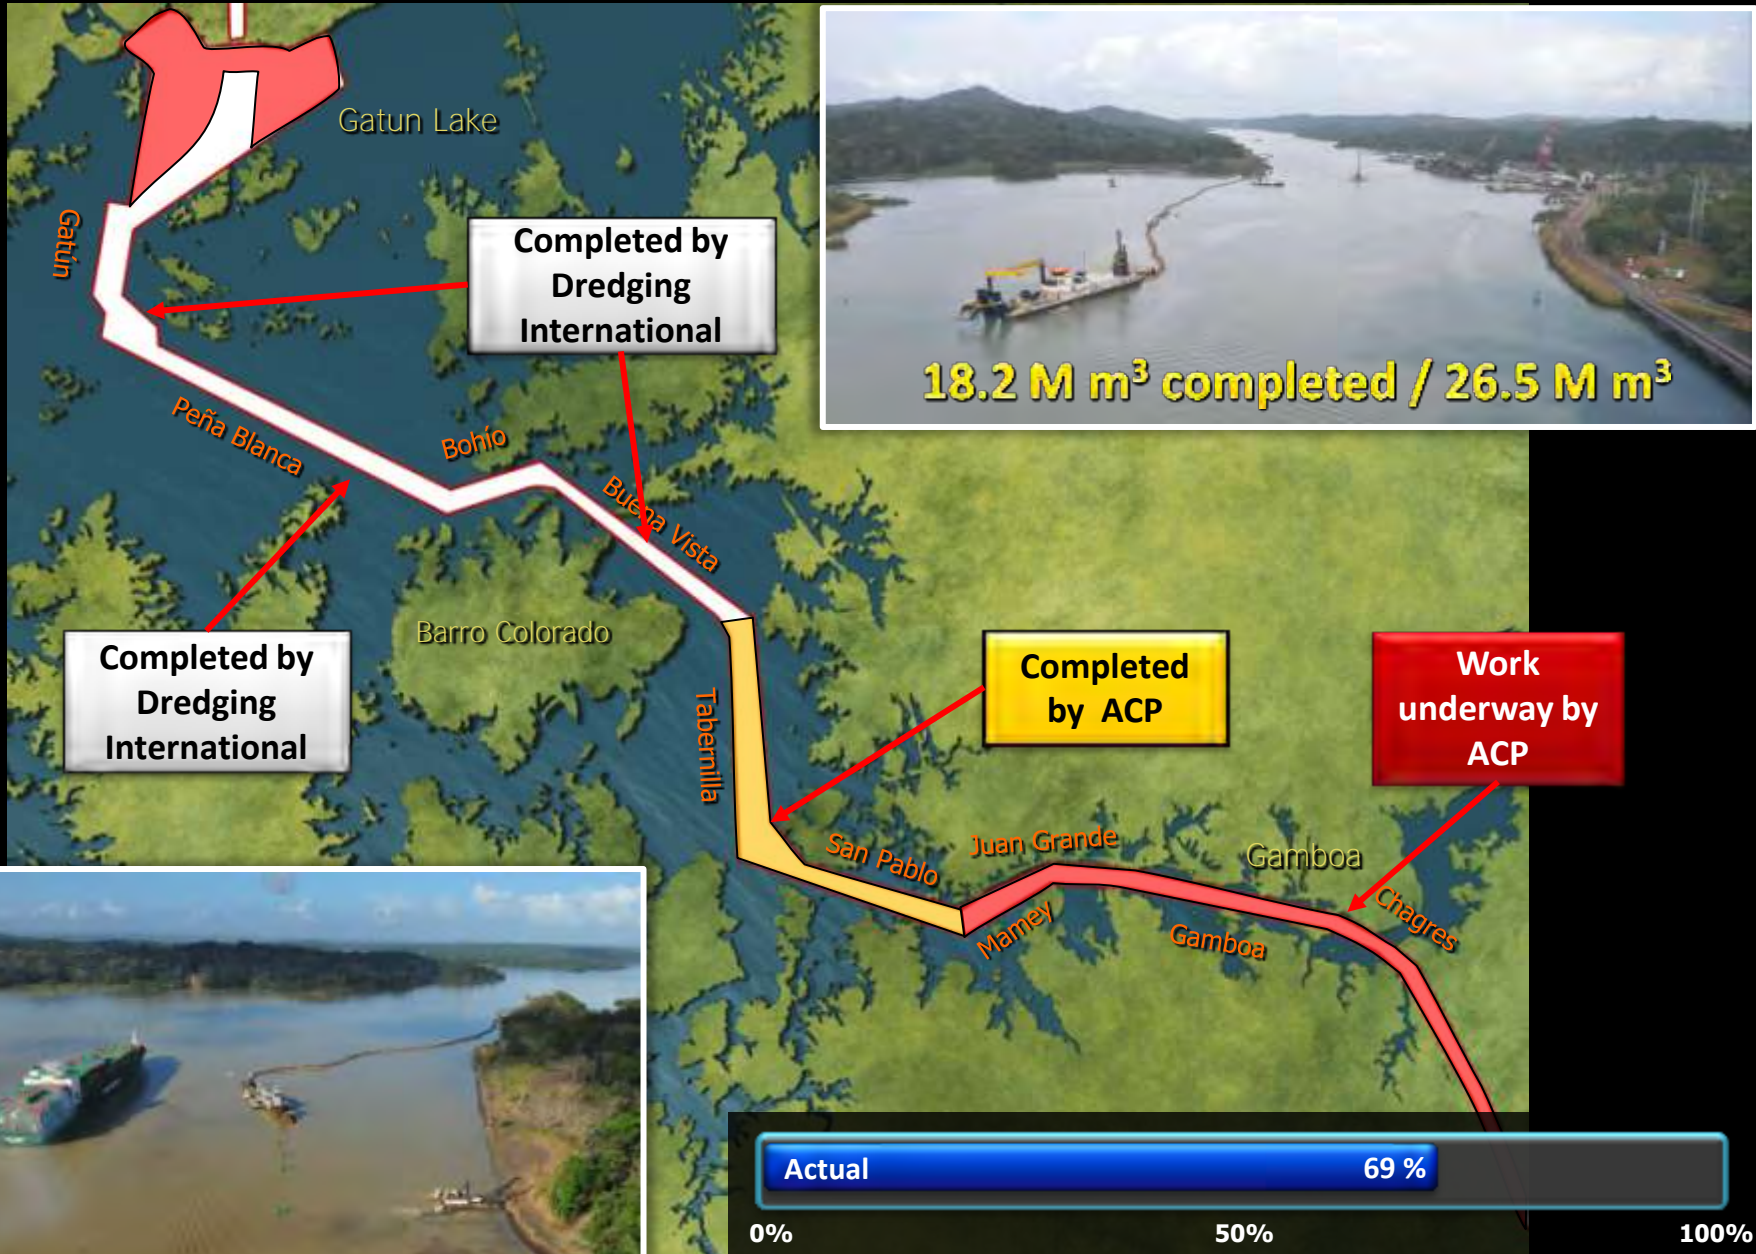 Gatun Lake
18.2 M m³ completed / 26.5 M m³
Gatún
Completed by
Dredging
International
Peña Blanca
Bohío
Buena Vista
Barro Colorado
Completed by
Dredging
International
Tabernilla
Completed
by ACP
Work
underway by
ACP
San Pablo
Juan Grande
Gamboa
Mamey
Gamboa
Chagres
Actual
69 %
0%
50%
100%